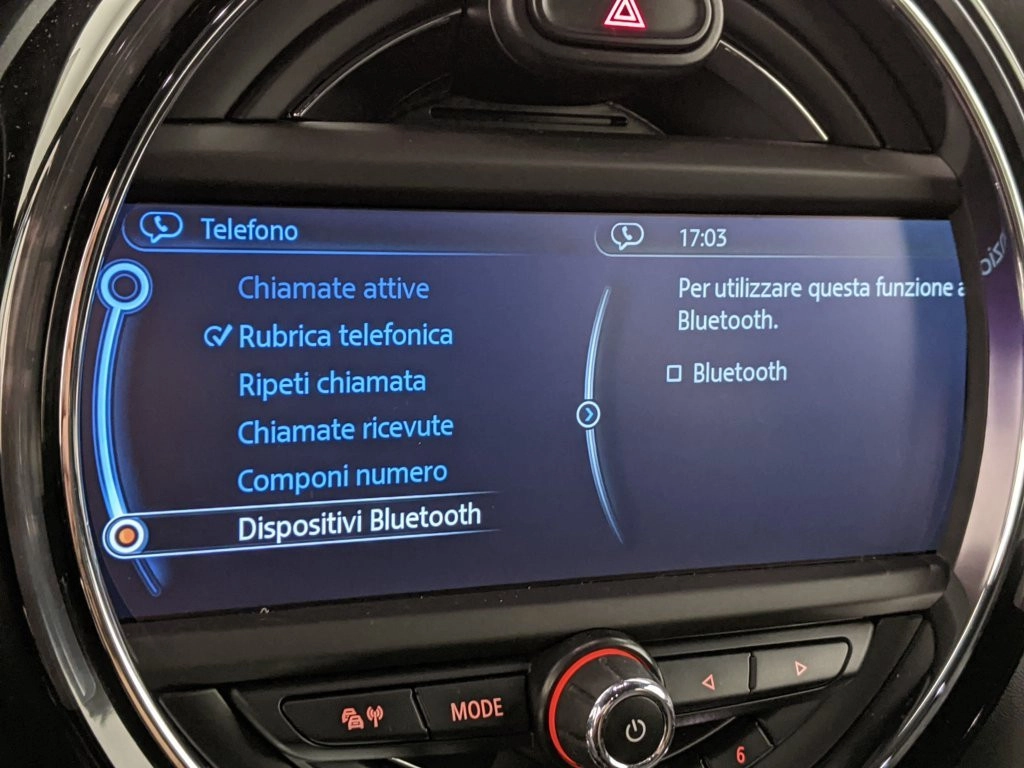 Telefono
Chiamate attive
Rubrica telefonica
Ripeti chiamata
Chiamate ricevute
Componi numero
Dispositivi Bluetooth
17:03
Per utilizzare questa funzione a
Bluetooth.
Bluetooth
MODE
6